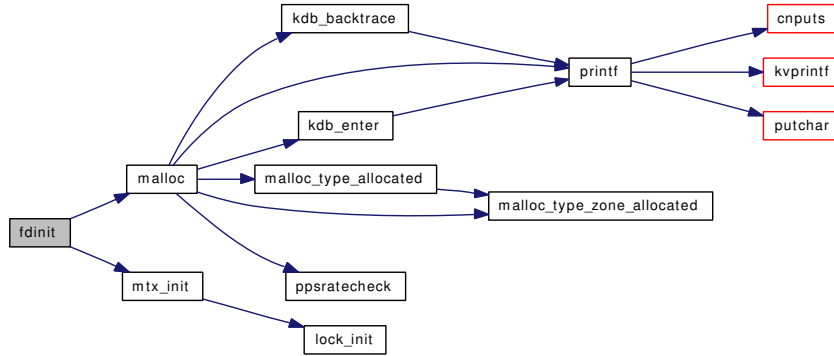 fdinit
malloc
mtx_init
kdb_backtrace
kdb_enter
malloc_type_allocated
ppsratecheck
lock_init
printf
malloc_type_zone_allocated
cnputs
kvprintf
putchar